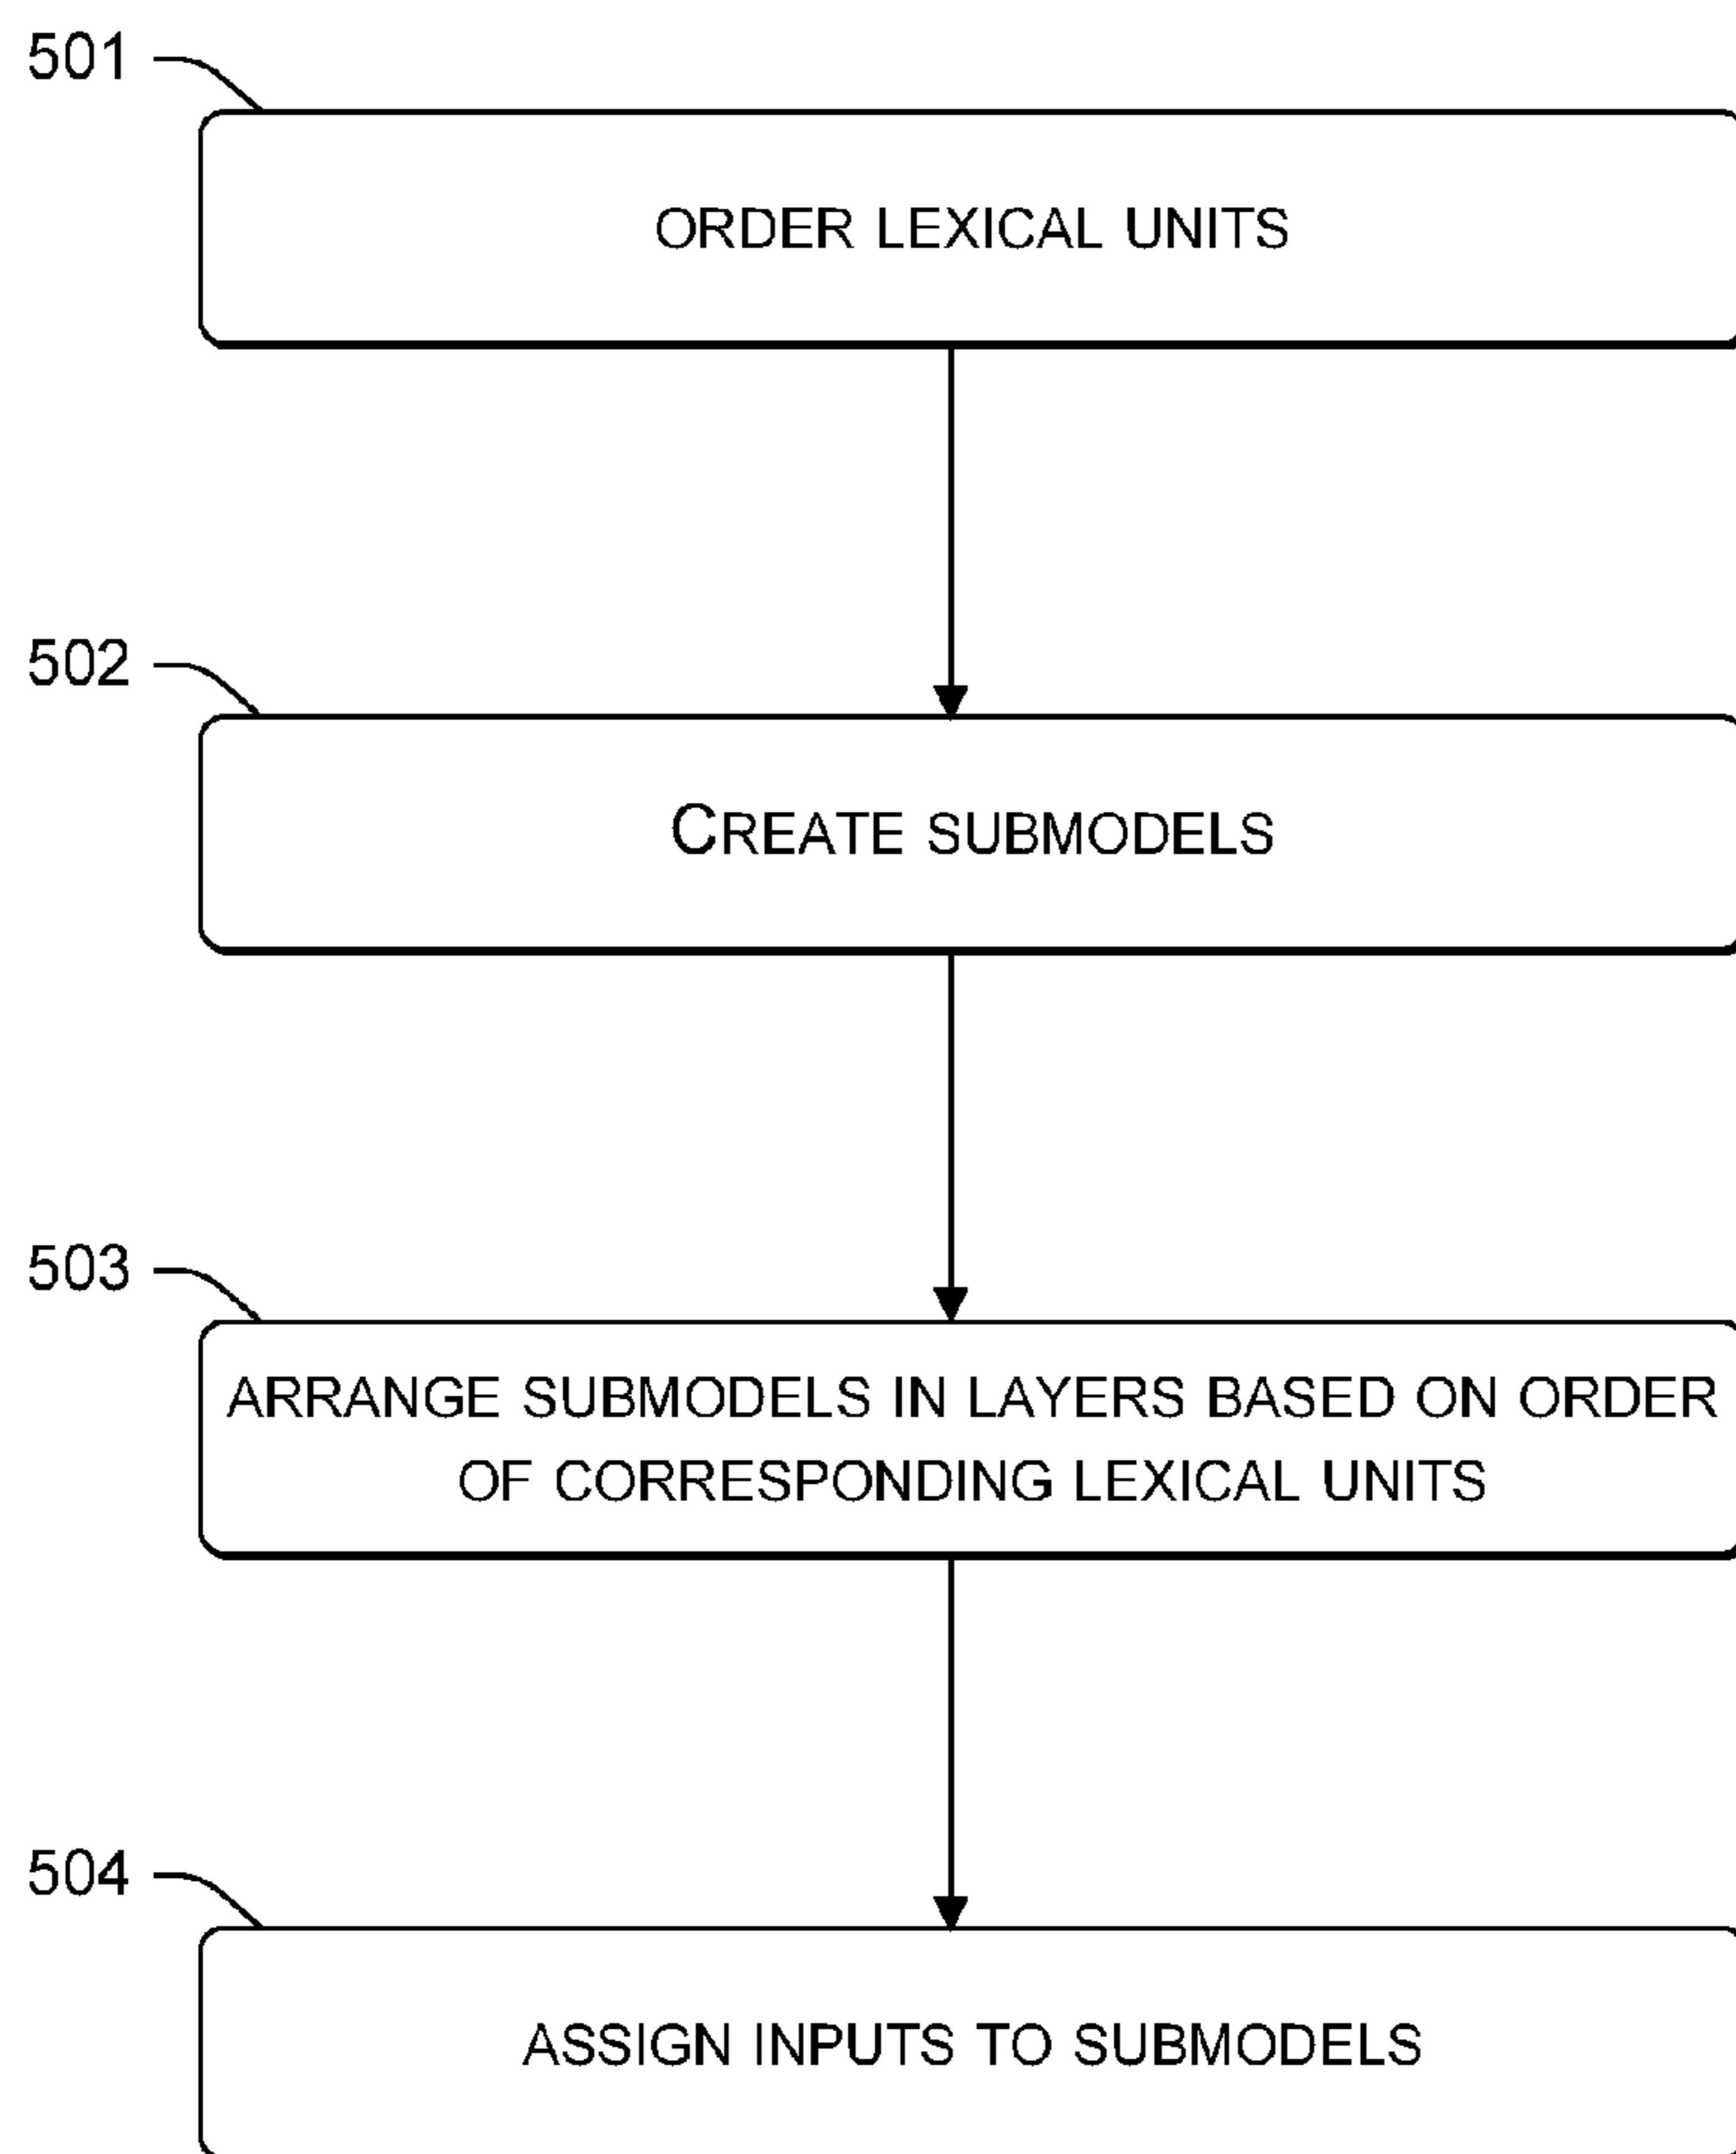 501
ORDER LEXICAL UNITS
502
CREATE SUBMODELS
503
ARRANGE SUBMODELS IN LAYERS BASED ON ORDER
OF CORRESPONDING LEXICAL UNITS
504
ASSIGN INPUTS TO SUBMODELS